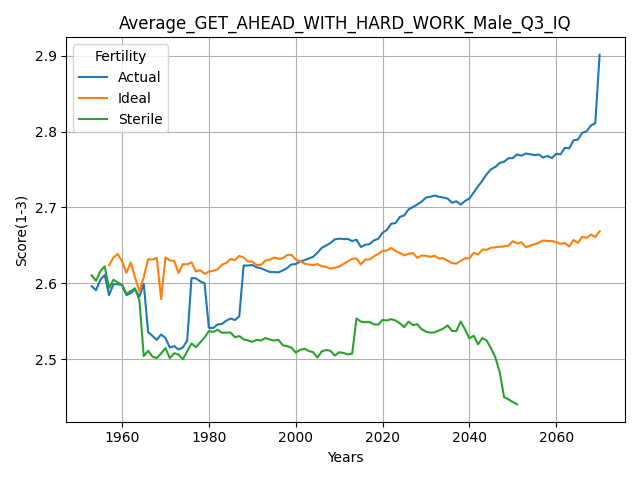 Average_GET_AHEAD_WITH_HARD_WORK_Male_Q3_IQ
Fertility
Actual
Ideal
Sterile
Score(1-3)
2.9
2.8
2.7
2.6
2.5
1960 1980 2000 2020 2040 2060
Years